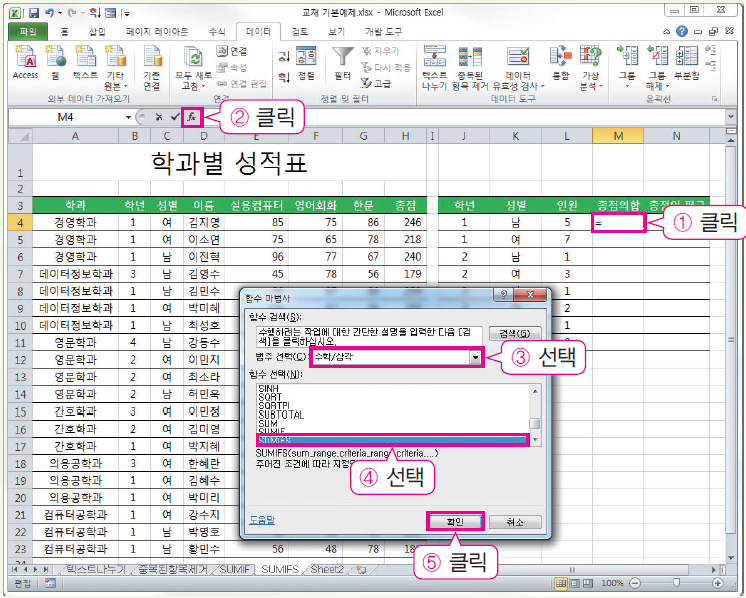 교재 기본예제.xlsx - Microsoft Excel
파일 홈 삽입 페이지 레이아웃 수식 데이터 검토 보기 개발 도구
Access 웹 텍스트 기타 원본 기존 연결 모두 새로 고침 연결 속성 연결 편집 정렬 필터 지우기 다시 적용 고급 텍스트 나누기 중복된 항목 제거 데이터 유효성 검사 통합 가상 분석 그룹 그룹 해제 부분합
외부 데이터 가져오기 연결 정렬 및 필터 데이터 도구 윤곽선
M4 fx ② 클릭
A B C D E F G H I J K L M N
1 학과별 성적표
2
3 학과 학년 성별 이름 실용컴퓨터 영어회화 한문 총점 학년 성별 인원 총점의합
4 경영학과 1 여 김지영 85 75 86 246 1 남 5 = ① 클릭
5 경영학과 1 여 이소연 75 65 78 218 1 여 7
6 경영학과 1 남 이진혁 96 77 67 240 2 남 1
7 데이터정보학과 3 남 김영수 45 78 56 179 2 여 3
8 데이터정보학과 1 남 김민수 1
9 데이터정보학과 1 여 박미혜 2
10 데이터정보학과 1 남 최성호 1
11 영문학과 4 남 강동수
12 영문학과 2 여 이민지 1
13 영문학과 2 여 최소라
14 영문학과 2 남 허민욱
15 간호학과 3 여 이민정
16 간호학과 2 여 김미영
17 간호학과 1 여 박지혜
18 의용공학과 3 여 한혜란
19 의용공학과 1 여 김혜수
20 의용공학과 1 여 박미리
21 컴퓨터공학과 1 여 강수지
22 컴퓨터공학과 1 남 박명호
23 컴퓨터공학과 1 남 황민수 56 48 78
함수 마법사
함수 검색(S):
수행하려는 작업에 대한 간단한 설명을 입력한 다음 [검색]을 클릭하십시오.
검색(G)
범주 선택(C): 수학/삼각
③ 선택
함수 선택(N):
SINH
SQRT
SQRTPI
SUBTOTAL
SUM
SUMIF
SUMIFS
SUMIFS(sum_range,criteria_range,criteria,...)
주어진 조건에 따라
④ 선택
도움말
확인 취소
⑤ 클릭
텍스트나누기 중복된항목제거 SUMIF SUMIFS Sheet2
편집 100%